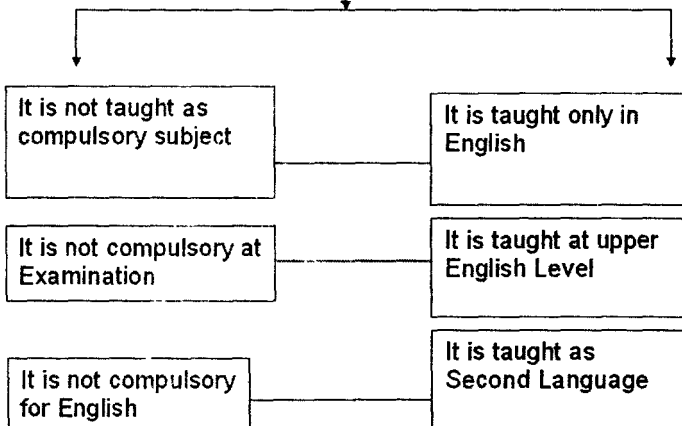 It is not taught as
compulsory subject
It is taught only in
English
It is not compulsory at
Examination
It is taught at upper
English Level
It is not compulsory
for English
It is taught as
Second Language